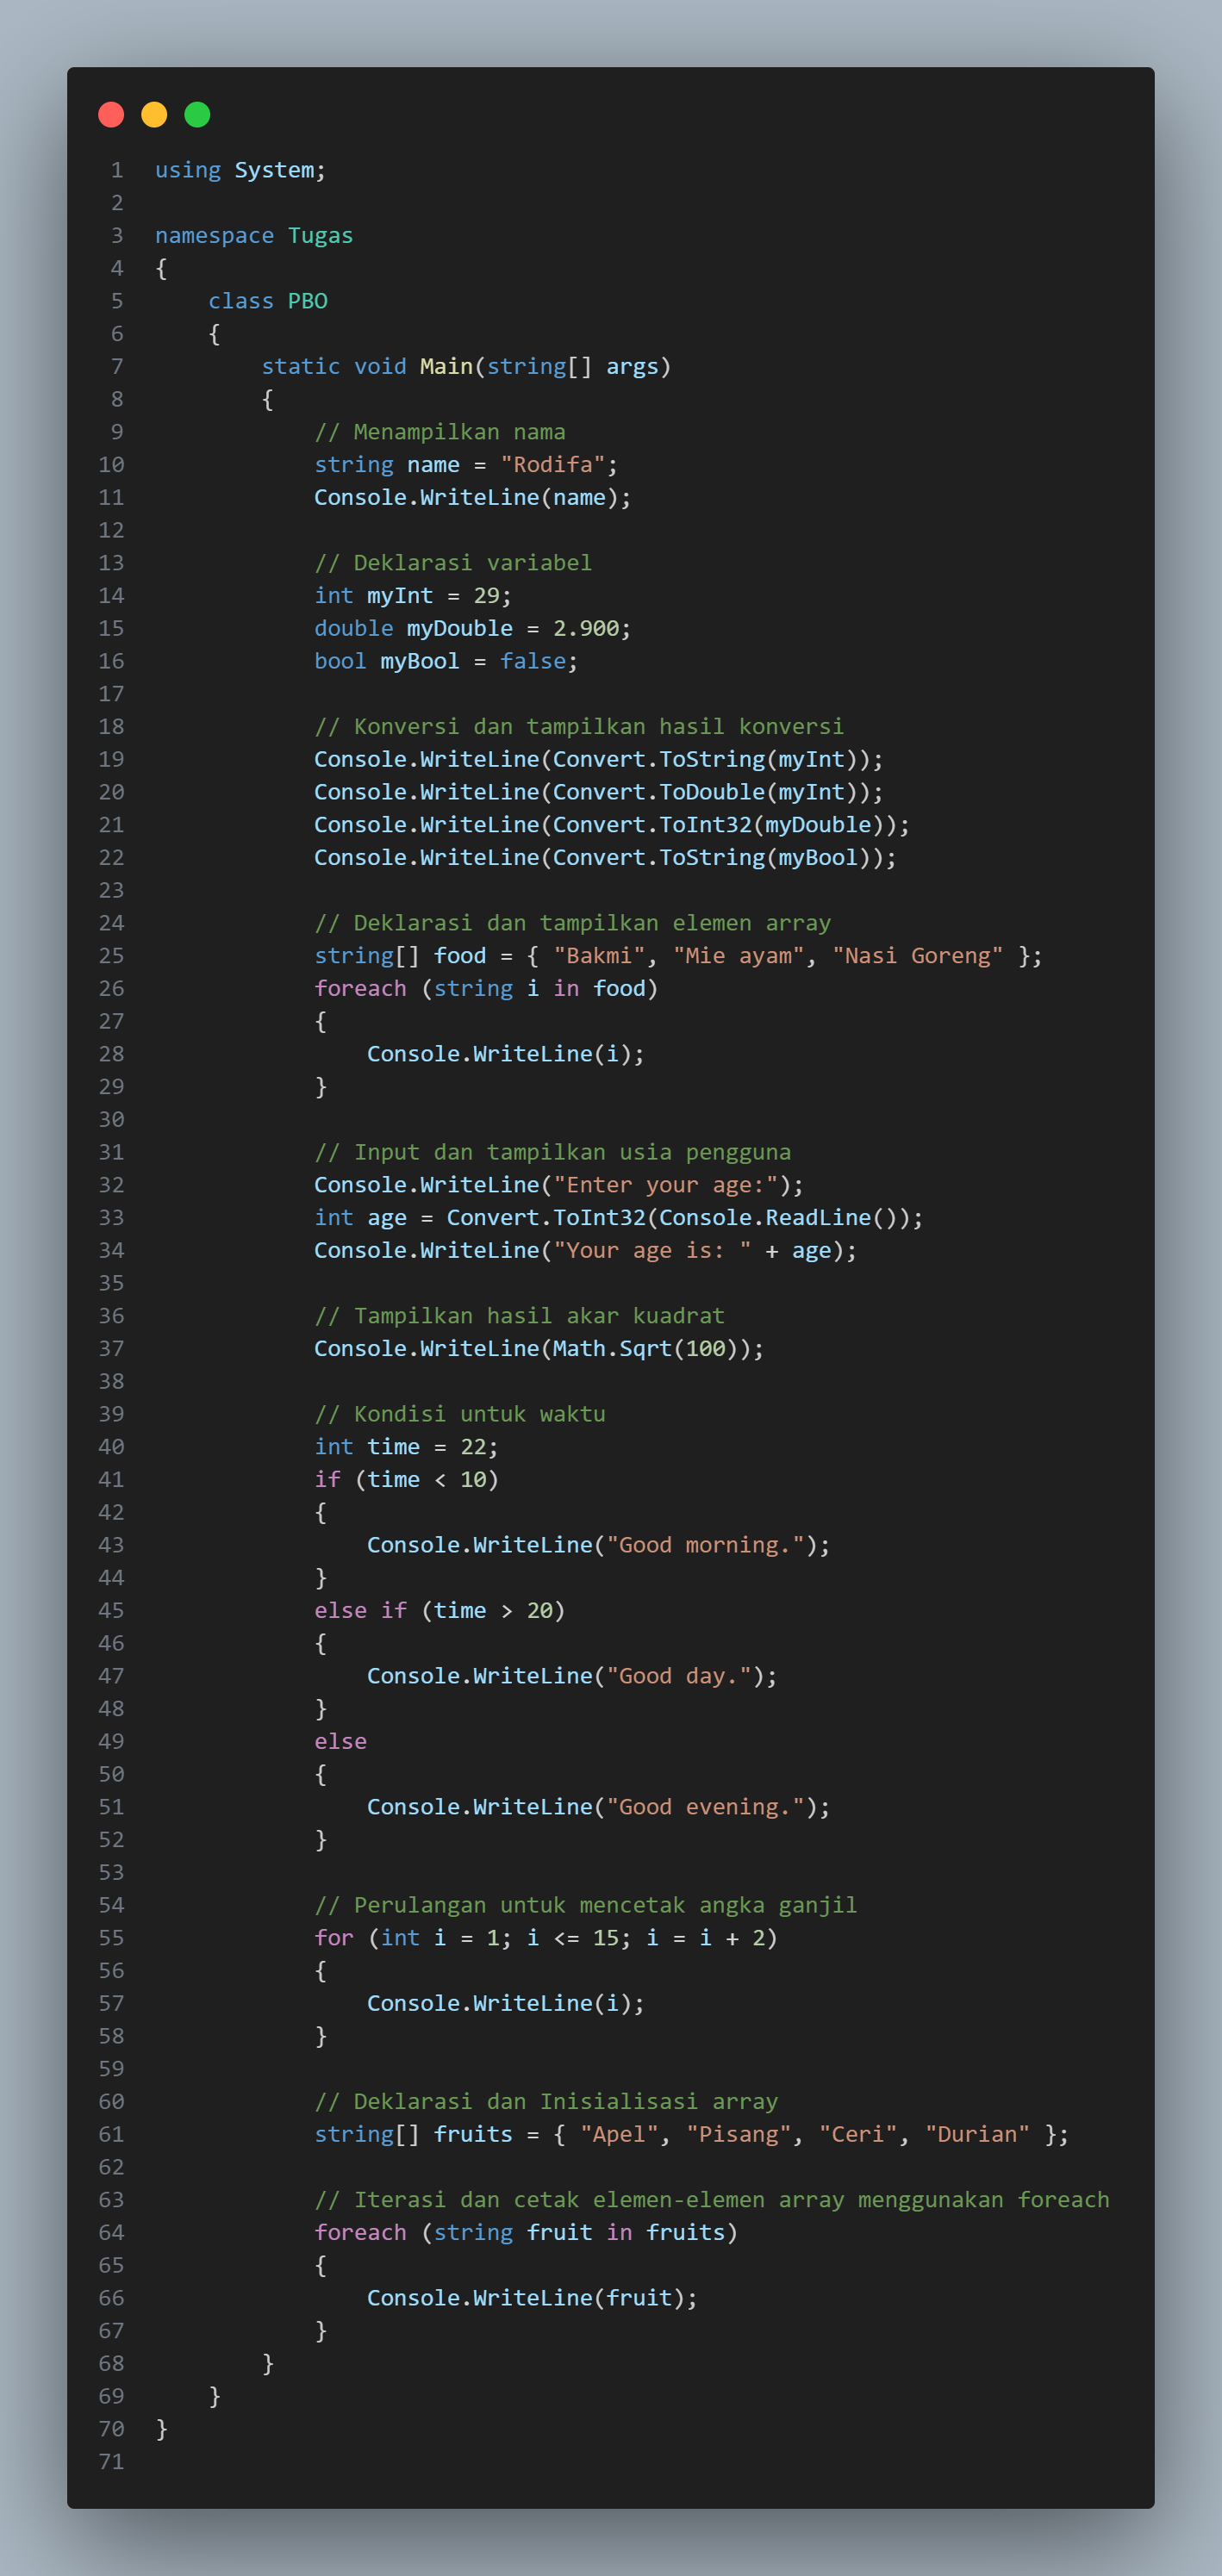 1 using System;
2
3 namespace Tugas
4 {
5     class PBO
6     {
7         static void Main(string[] args)
8         {
9             // Menampilkan nama
10             string name = "Rodifa";
11             Console.WriteLine(name);
12
13             // Deklarasi variabel
14             int myInt = 29;
15             double myDouble = 2.900;
16             bool myBool = false;
17
18             // Konversi dan tampilkan hasil konversi
19             Console.WriteLine(Convert.ToString(myInt));
20             Console.WriteLine(Convert.ToDouble(myInt));
21             Console.WriteLine(Convert.ToInt32(myDouble));
22             Console.WriteLine(Convert.ToString(myBool));
23
24             // Deklarasi dan tampilkan elemen array
25             string[] food = { "Bakmi", "Mie ayam", "Nasi Goreng" };
26             foreach (string i in food)
27             {
28                 Console.WriteLine(i);
29             }
30
31             // Input dan tampilkan usia pengguna
32             Console.WriteLine("Enter your age:");
33             int age = Convert.ToInt32(Console.ReadLine());
34             Console.WriteLine("Your age is: " + age);
35
36             // Tampilkan hasil akar kuadrat
37             Console.WriteLine(Math.Sqrt(100));
38
39             // Kondisi untuk waktu
40             int time = 22;
41             if (time < 10)
42             {
43                 Console.WriteLine("Good morning.");
44             }
45             else if (time > 20)
46             {
47                 Console.WriteLine("Good day.");
48             }
49             else
50             {
51                 Console.WriteLine("Good evening.");
52             }
53
54             // Perulangan untuk mencetak angka ganjil
55             for (int i = 1; i <= 15; i = i + 2)
56             {
57                 Console.WriteLine(i);
58             }
59
60             // Deklarasi dan Inisialisasi array
61             string[] fruits = { "Apel", "Pisang", "Ceri", "Durian" };
62
63             // Iterasi dan cetak elemen-elemen array menggunakan foreach
64             foreach (string fruit in fruits)
65             {
66                 Console.WriteLine(fruit);
67             }
68         }
69     }
70 }
71